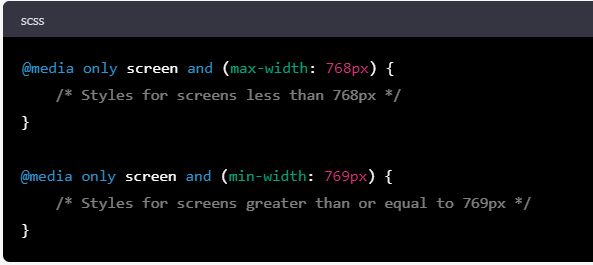 scss
@media only screen and (max-width: 768px) {
    /* Styles for screens less than 768px */
}
@media only screen and (min-width: 769px) {
    /* Styles for screens greater than or equal to 769px */
}